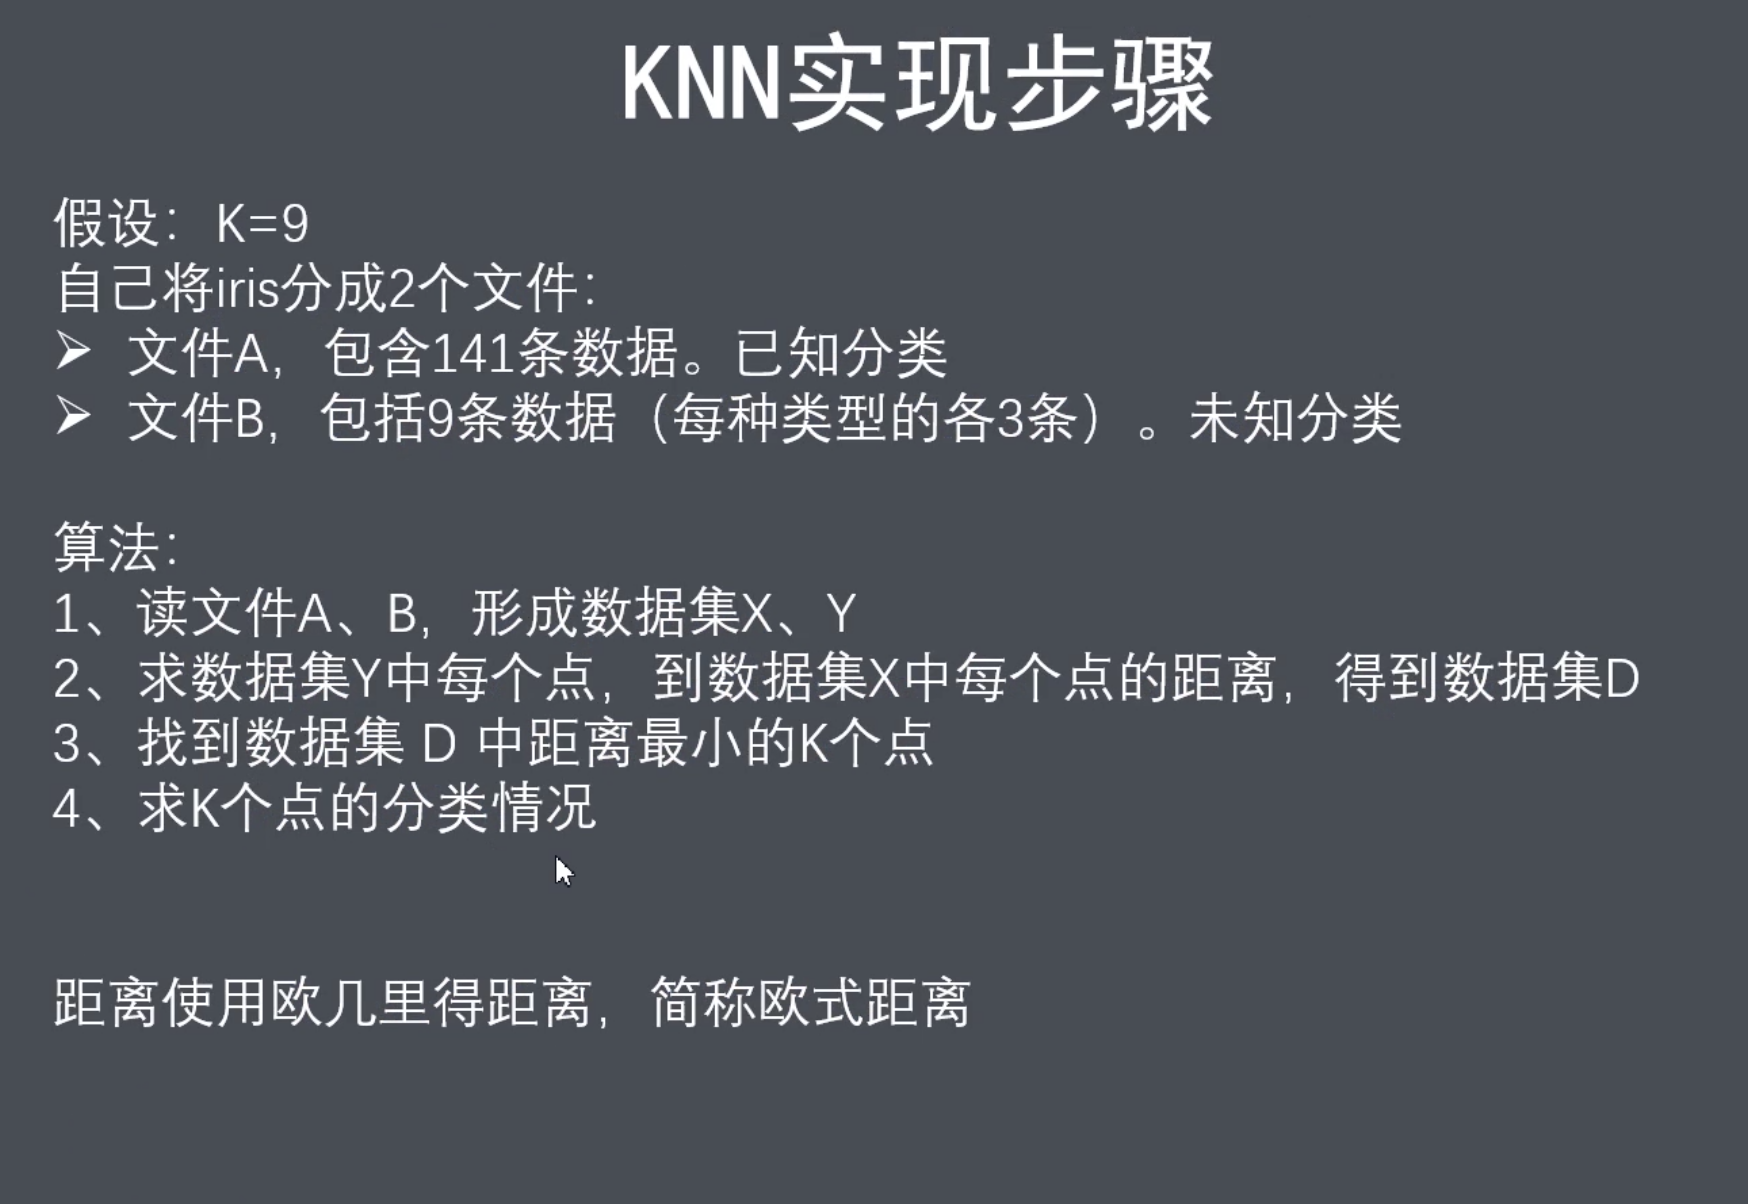 KNN实现步骤
假设：K=9
自己将iris分成2个文件：
➢ 文件A，包含141条数据。已知分类
➢ 文件B，包括9条数据（每种类型的各3条）。未知分类
算法：
1、读文件A、B，形成数据集X、Y
2、求数据集Y中每个点，到数据集X中每个点的距离，得到数据集D
3、找到数据集 D 中距离最小的K个点
4、求K个点的分类情况
距离使用欧几里得距离，简称欧式距离